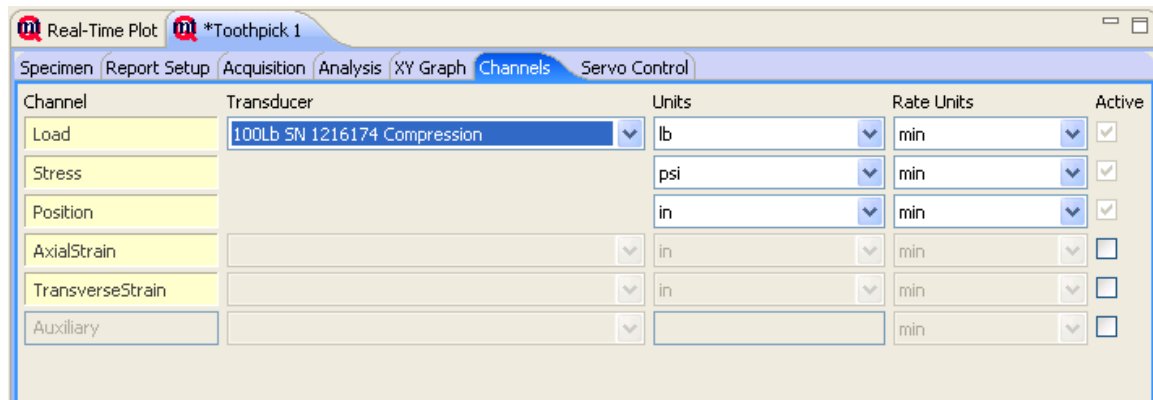 Real-Time Plot *Toothpick 1
Specimen Report Setup Acquisition Analysis XY Graph Channels Servo Control
Channel Transducer Units Rate Units Active
Load 100Lb SN 1216174 Compression lb min
Stress psi min
Position in min
AxialStrain in min
TransverseStrain in min
Auxiliary min